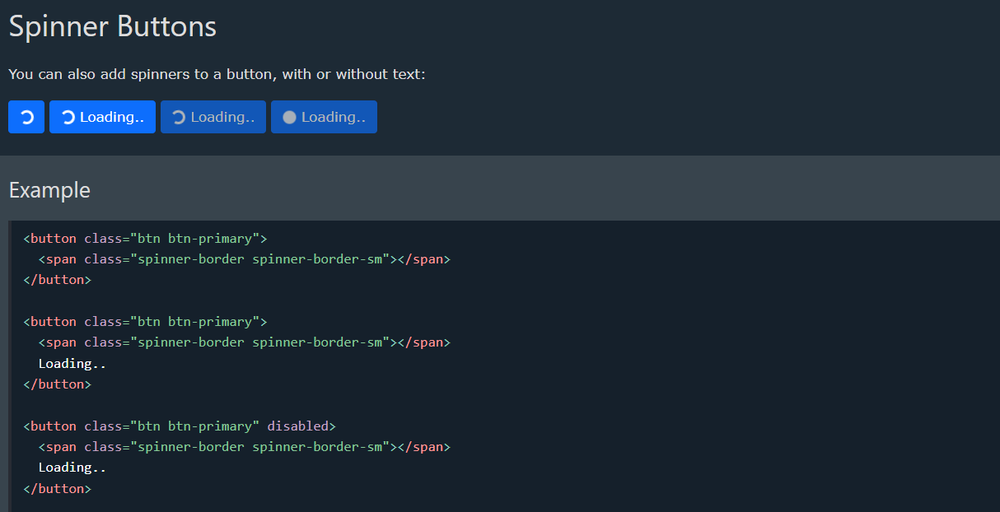 Spinner Buttons
You can also add spinners to a button, with or without text:
Loading.. Loading.. Loading..
Example
<button class="btn btn-primary">
  <span class="spinner-border spinner-border-sm"></span>
</button>

<button class="btn btn-primary">
  <span class="spinner-border spinner-border-sm"></span>
  Loading..
</button>

<button class="btn btn-primary" disabled>
  <span class="spinner-border spinner-border-sm"></span>
  Loading..
</button>